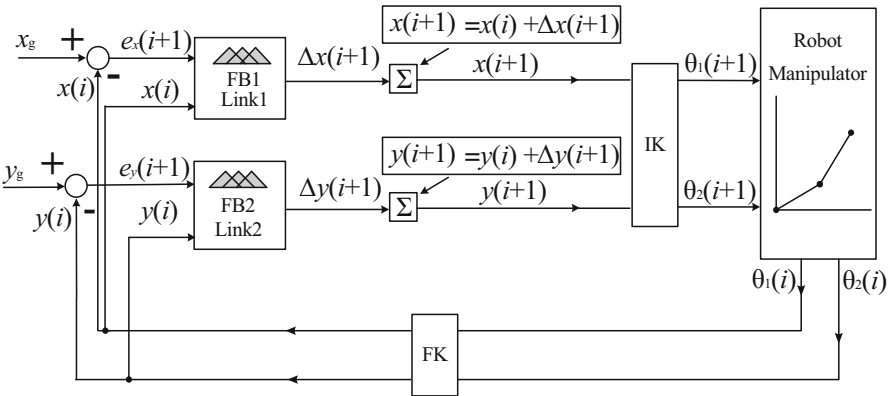 x(i+1) =x(i) +Δx(i+1)
xg
+
-
ex(i+1)
x(i)
x(i)
FB1
Link1
Δx(i+1)
Σ
x(i+1)
θ1(i+1)
Robot
Manipulator
IK
yg
+
-
ey(i+1)
y(i)
y(i)
FB2
Link2
Δy(i+1)
Σ
y(i+1) =y(i) +Δy(i+1)
y(i+1)
θ2(i+1)
θ1(i)
θ2(i)
FK